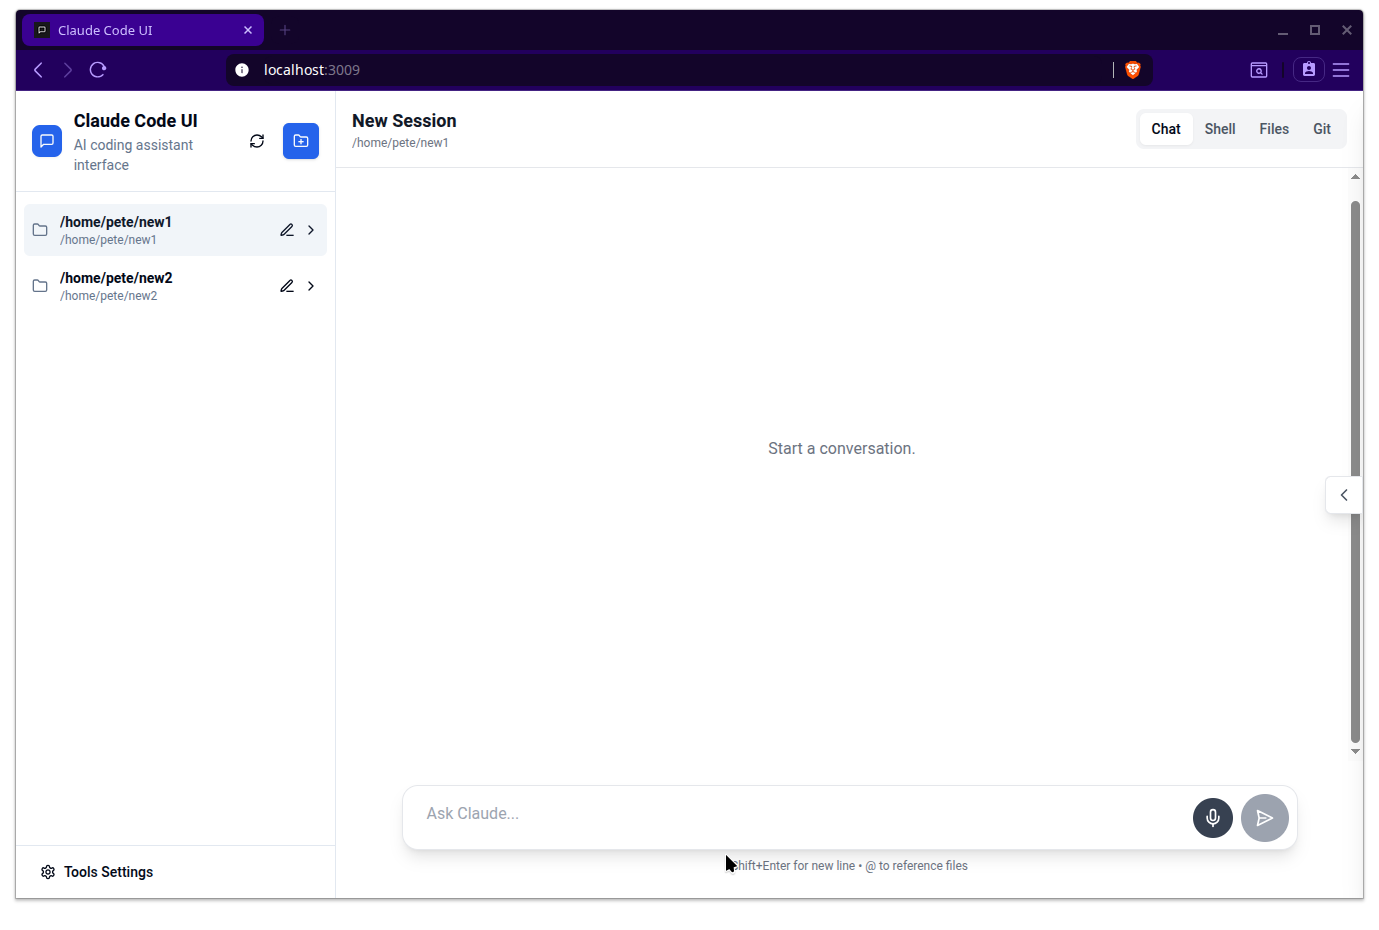 Claude Code UI
localhost:3009
Claude Code UI
AI coding assistant
interface
/home/pete/new1
/home/pete/new1
/home/pete/new2
/home/pete/new2
Tools Settings
New Session
/home/pete/new1
Chat Shell Files Git
Start a conversation.
Ask Claude...
Shift+Enter for new line • @ to reference files